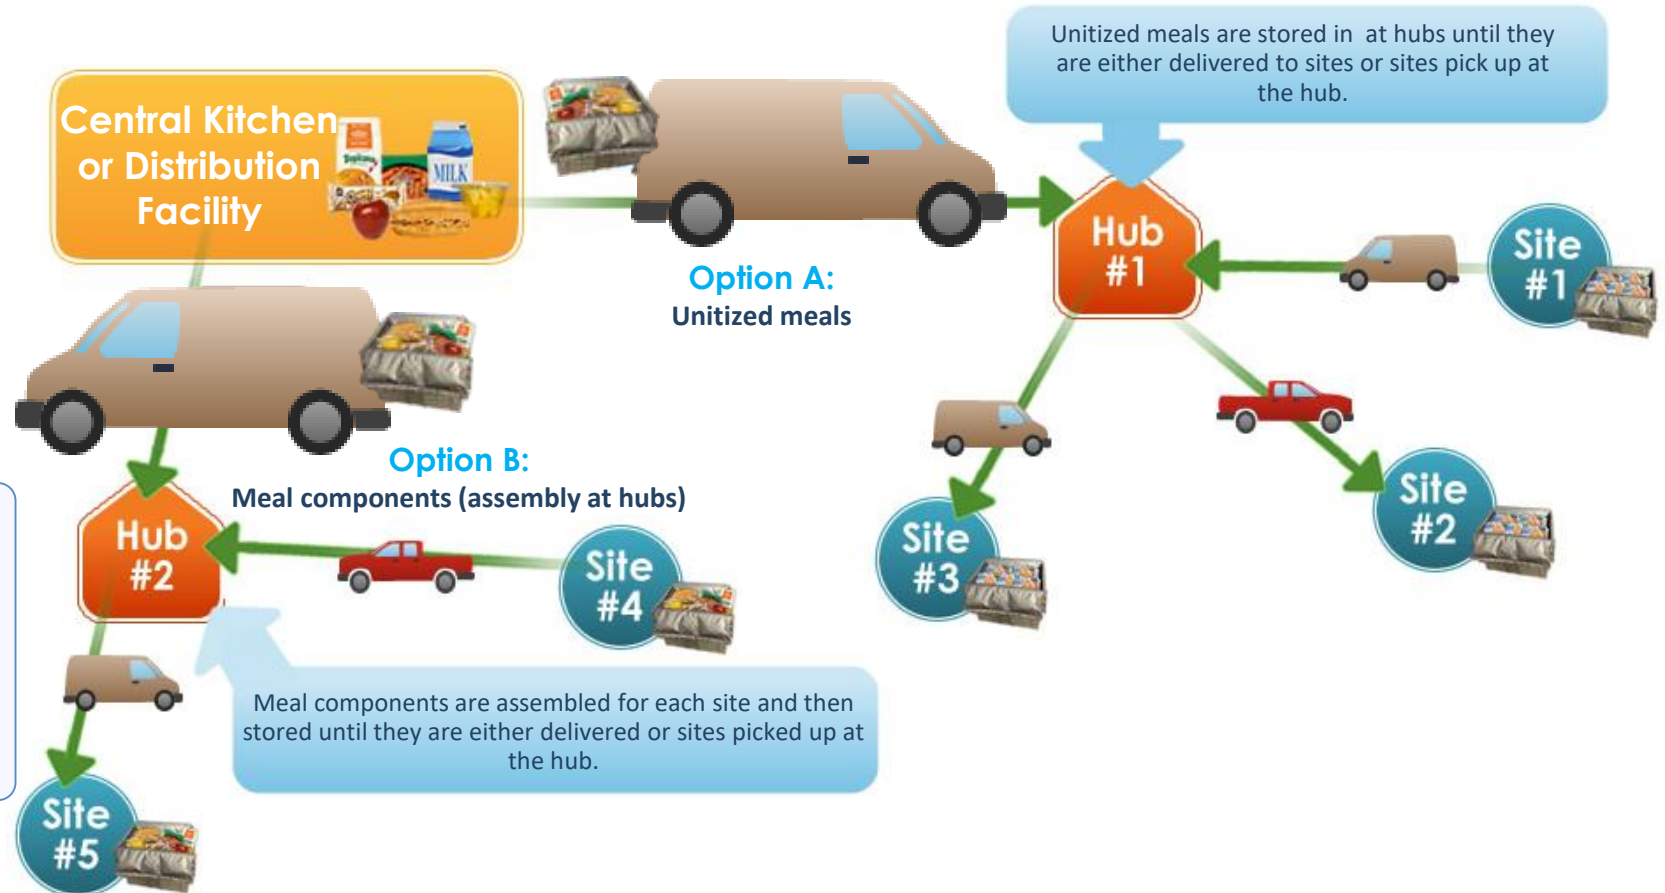 Unitized meals are stored in at hubs until they
are either delivered to sites or sites pick up at
the hub.
Central Kitchen
or Distribution
Facility
MILK
Hub
#1
Site
#1
Option A:
Unitized meals
Option B:
Meal components (assembly at hubs)
Site
#2
Hub
#2
Site
#3
Site
#4
Meal components are assembled for each site and then
stored until they are either delivered or sites picked up at
the hub.
Site
#5